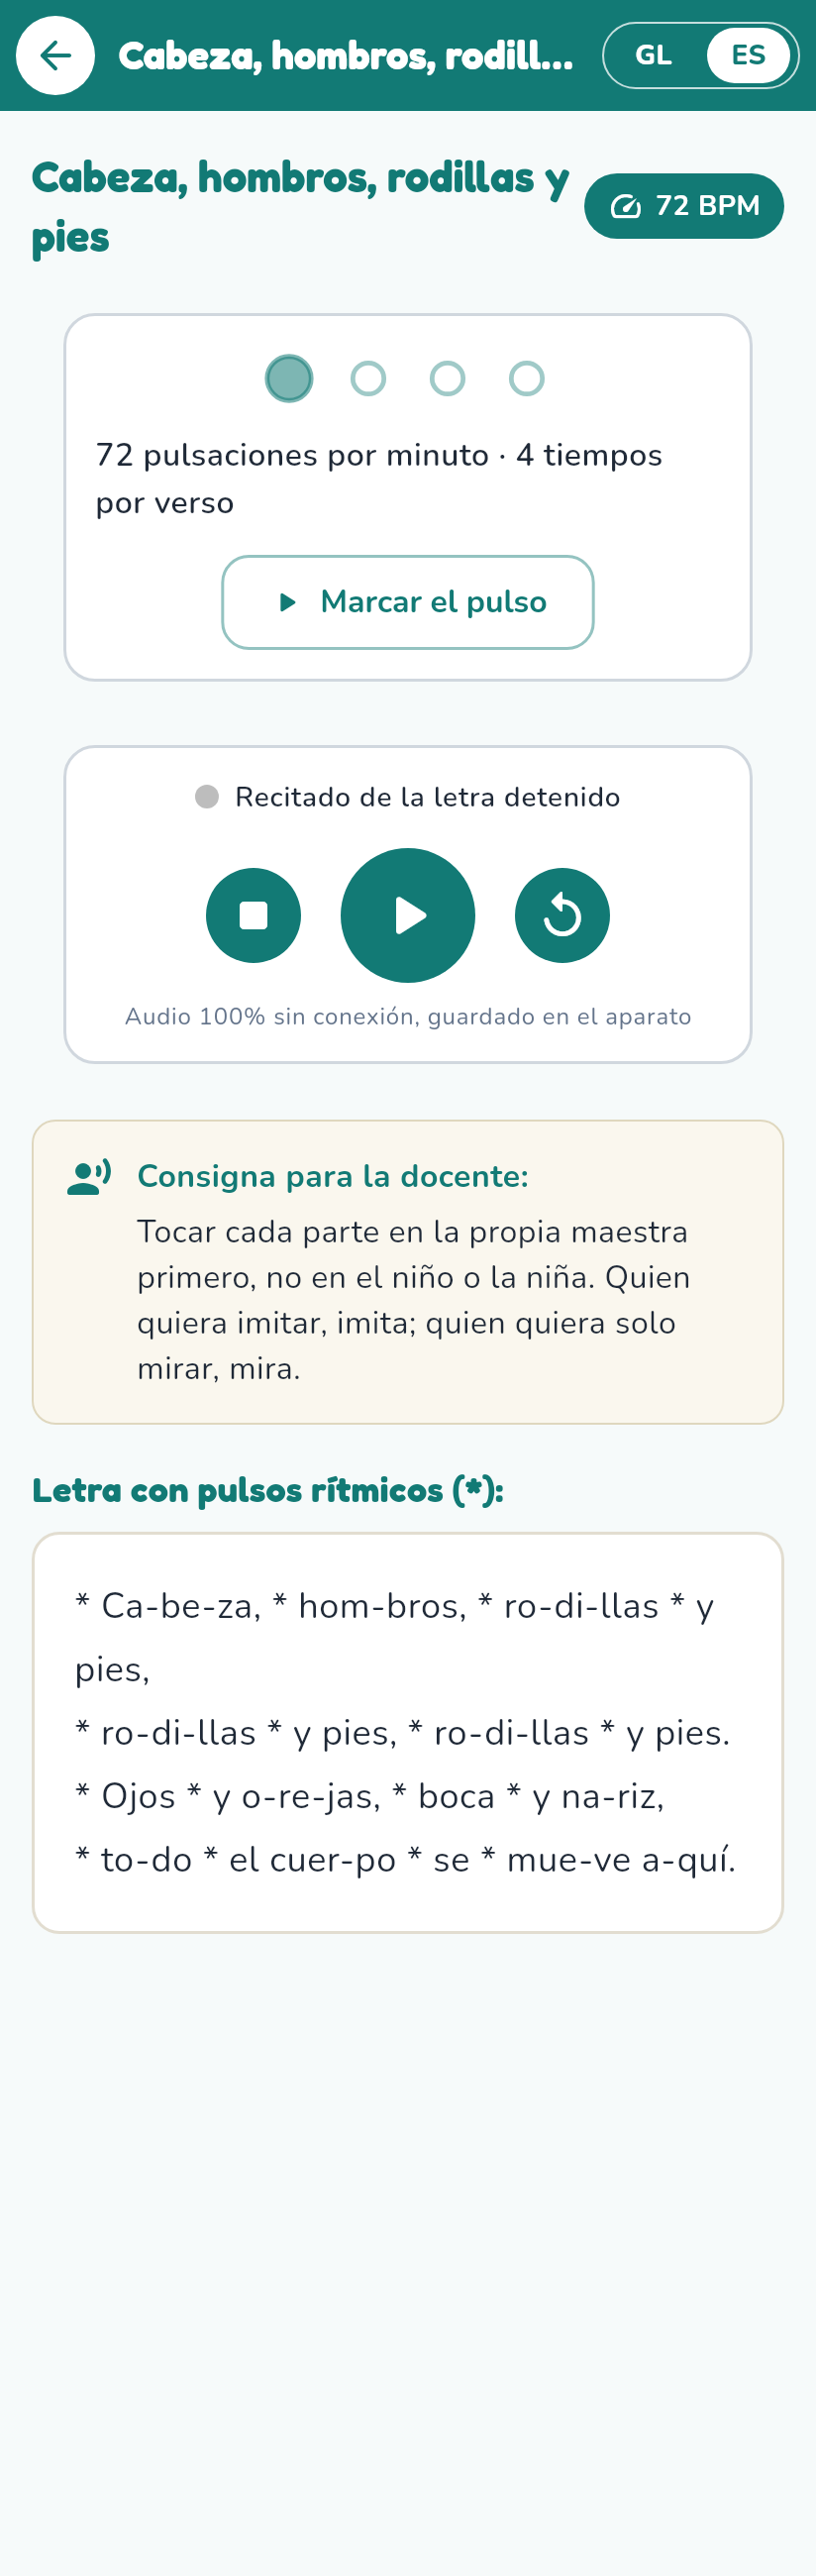 Cabeza, hombros, rodill...
GL
ES
Cabeza, hombros, rodillas y
pies
72 BPM
72 pulsaciones por minuto · 4 tiempos
por verso
Marcar el pulso
Recitado de la letra detenido
Audio 100% sin conexión, guardado en el aparato
Consigna para la docente:
Tocar cada parte en la propia maestra
primero, no en el niño o la niña. Quien
quiera imitar, imita; quien quiera solo
mirar, mira.
Letra con pulsos rítmicos (*):
* Ca-be-za, * hom-bros, * ro-di-llas * y
pies,
* ro-di-llas * y pies, * ro-di-llas * y pies.
* Ojos * y o-re-jas, * boca * y na-riz,
* to-do * el cuer-po * se * mue-ve a-quí.